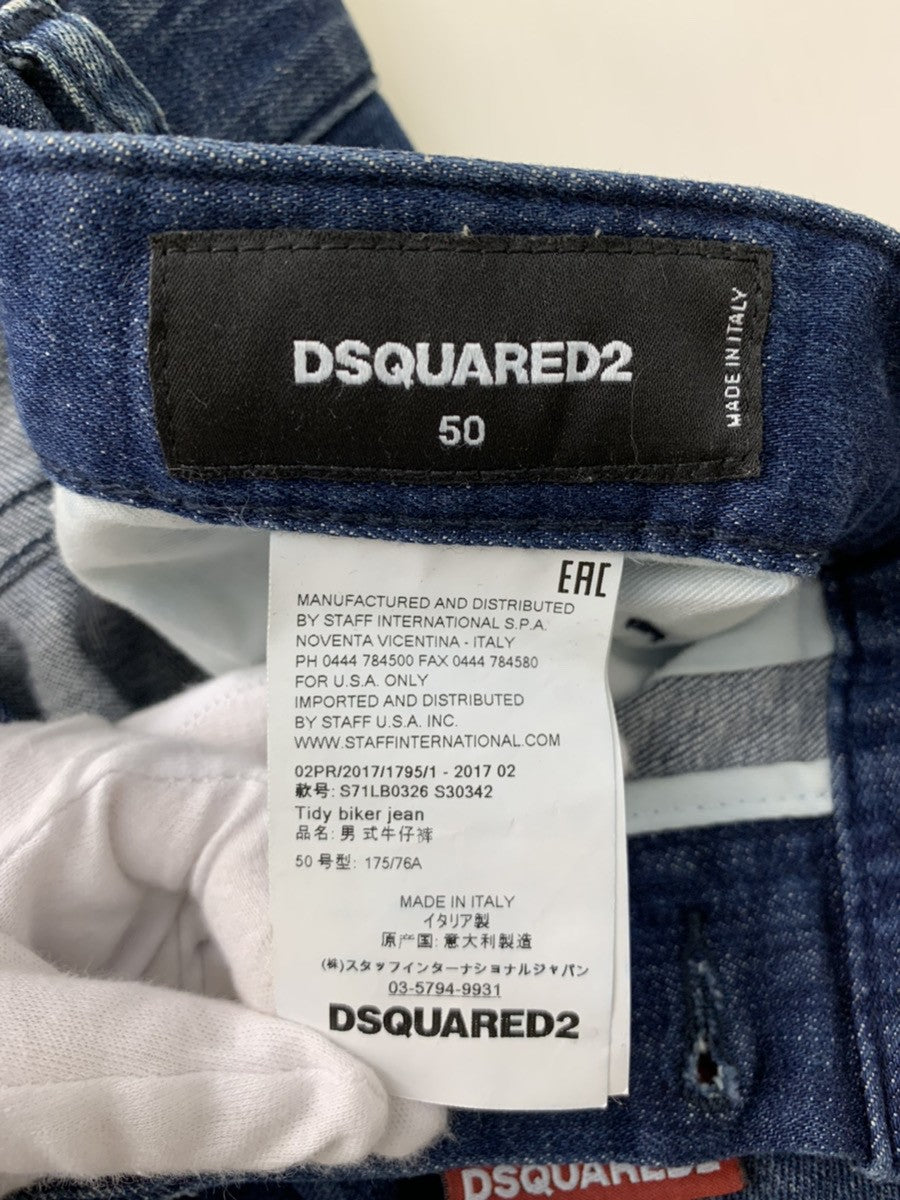 DSQUARED2
50
MADE IN ITALY
EAC
MANUFACTURED AND DISTRIBUTED
BY STAFF INTERNATIONAL S.P.A.
NOVENTA VICENTINA - ITALY
PH 0444 784500 FAX 0444 784580
FOR U.S.A. ONLY
IMPORTED AND DISTRIBUTED
BY STAFF U.S.A. INC.
WWW.STAFFINTERNATIONAL.COM
02PR/2017/1795/1 - 2017 02
款号: S71LB0326 S30342
Tidy biker jean
品名: 男 式牛仔裤
50 号型: 175/76A
MADE IN ITALY
イタリア製
原产国: 意大利製造
(株)スタッフインターナショナルジャパン
03-5794-9931
DSQUARED2
DSQUARED2